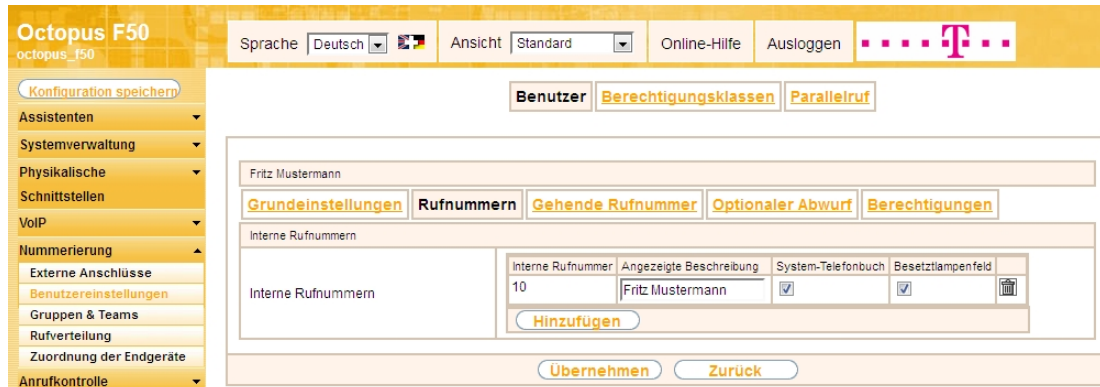 Octopus F50
octopus_f50
Sprache Deutsch Ansicht Standard Online-Hilfe Ausloggen T
Konfiguration speichern
Assistenten
Systemverwaltung
Physikalische
Schnittstellen
VoIP
Nummerierung
Externe Anschlüsse
Benutzereinstellungen
Gruppen & Teams
Rufverteilung
Zuordnung der Endgeräte
Anrufkontrolle
Benutzer Berechtigungsklassen Parallelruf
Fritz Mustermann
Grundeinstellungen Rufnummern Gehende Rufnummer Optionaler Abwurf Berechtigungen
Interne Rufnummern
Interne Rufnummern
Interne Rufnummer Angezeigte Beschreibung System-Telefonbuch Besetztlampenfeld
10 Fritz Mustermann
Hinzufügen
Übernehmen Zurück